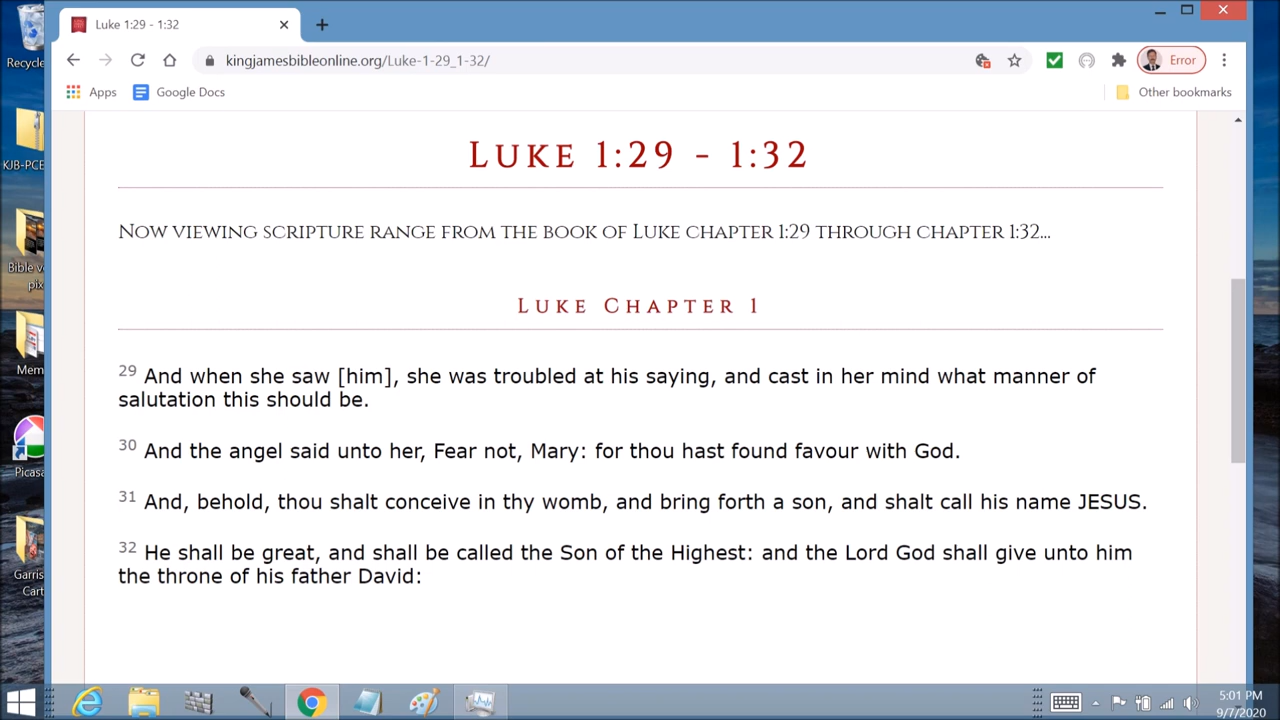 Recycle
KJB-PCE
Bible v
pix
Mem
Picas
Garris
Cart
Luke 1:29 - 1:32
kingjamesbibleonline.org/Luke-1-29_1-32/
Error
Apps
Google Docs
Other bookmarks
Luke 1:29 - 1:32
Now viewing scripture range from the book of Luke chapter 1:29 through chapter 1:32...
Luke Chapter 1
29 And when she saw [him], she was troubled at his saying, and cast in her mind what manner of
salutation this should be.
30 And the angel said unto her, Fear not, Mary: for thou hast found favour with God.
31 And, behold, thou shalt conceive in thy womb, and bring forth a son, and shalt call his name JESUS.
32 He shall be great, and shall be called the Son of the Highest: and the Lord God shall give unto him
the throne of his father David:
5:01 PM
9/7/2020